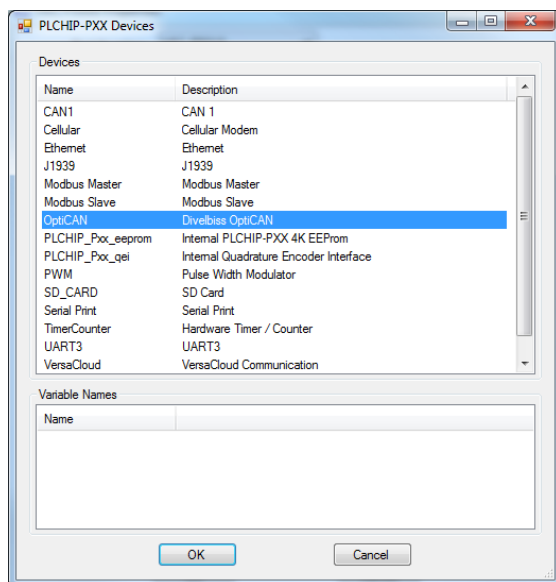 PLCHIP-PXX Devices
Devices
Name Description
CAN1 CAN 1
Cellular Cellular Modem
Ethernet Ethernet
J1939 J1939
Modbus Master Modbus Master
Modbus Slave Modbus Slave
OptiCAN Divelbiss OptiCAN
PLCHIP_Pxx_eeprom Internal PLCHIP-PXX 4K EEProm
PLCHIP_Pxx_qei Internal Quadrature Encoder Interface
PWM Pulse Width Modulator
SD_CARD SD Card
Serial Print Serial Print
TimerCounter Hardware Timer / Counter
UART3 UART3
VersaCloud VersaCloud Communication
Variable Names
Name
OK Cancel